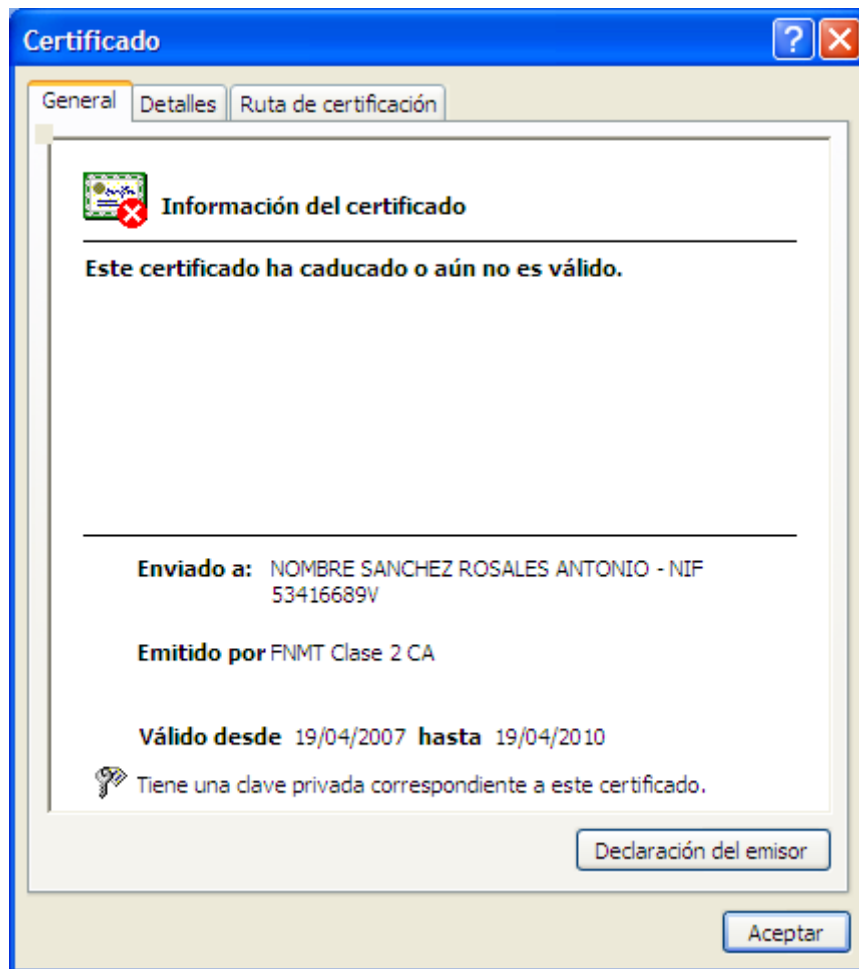 Certificado
General Detalles Ruta de certificación
Información del certificado
Este certificado ha caducado o aún no es válido.
Enviado a: NOMBRE SANCHEZ ROSALES ANTONIO - NIF
53416689V
Emitido por FNMT Clase 2 CA
Válido desde 19/04/2007 hasta 19/04/2010
Tiene una clave privada correspondiente a este certificado.
Declaración del emisor
Aceptar